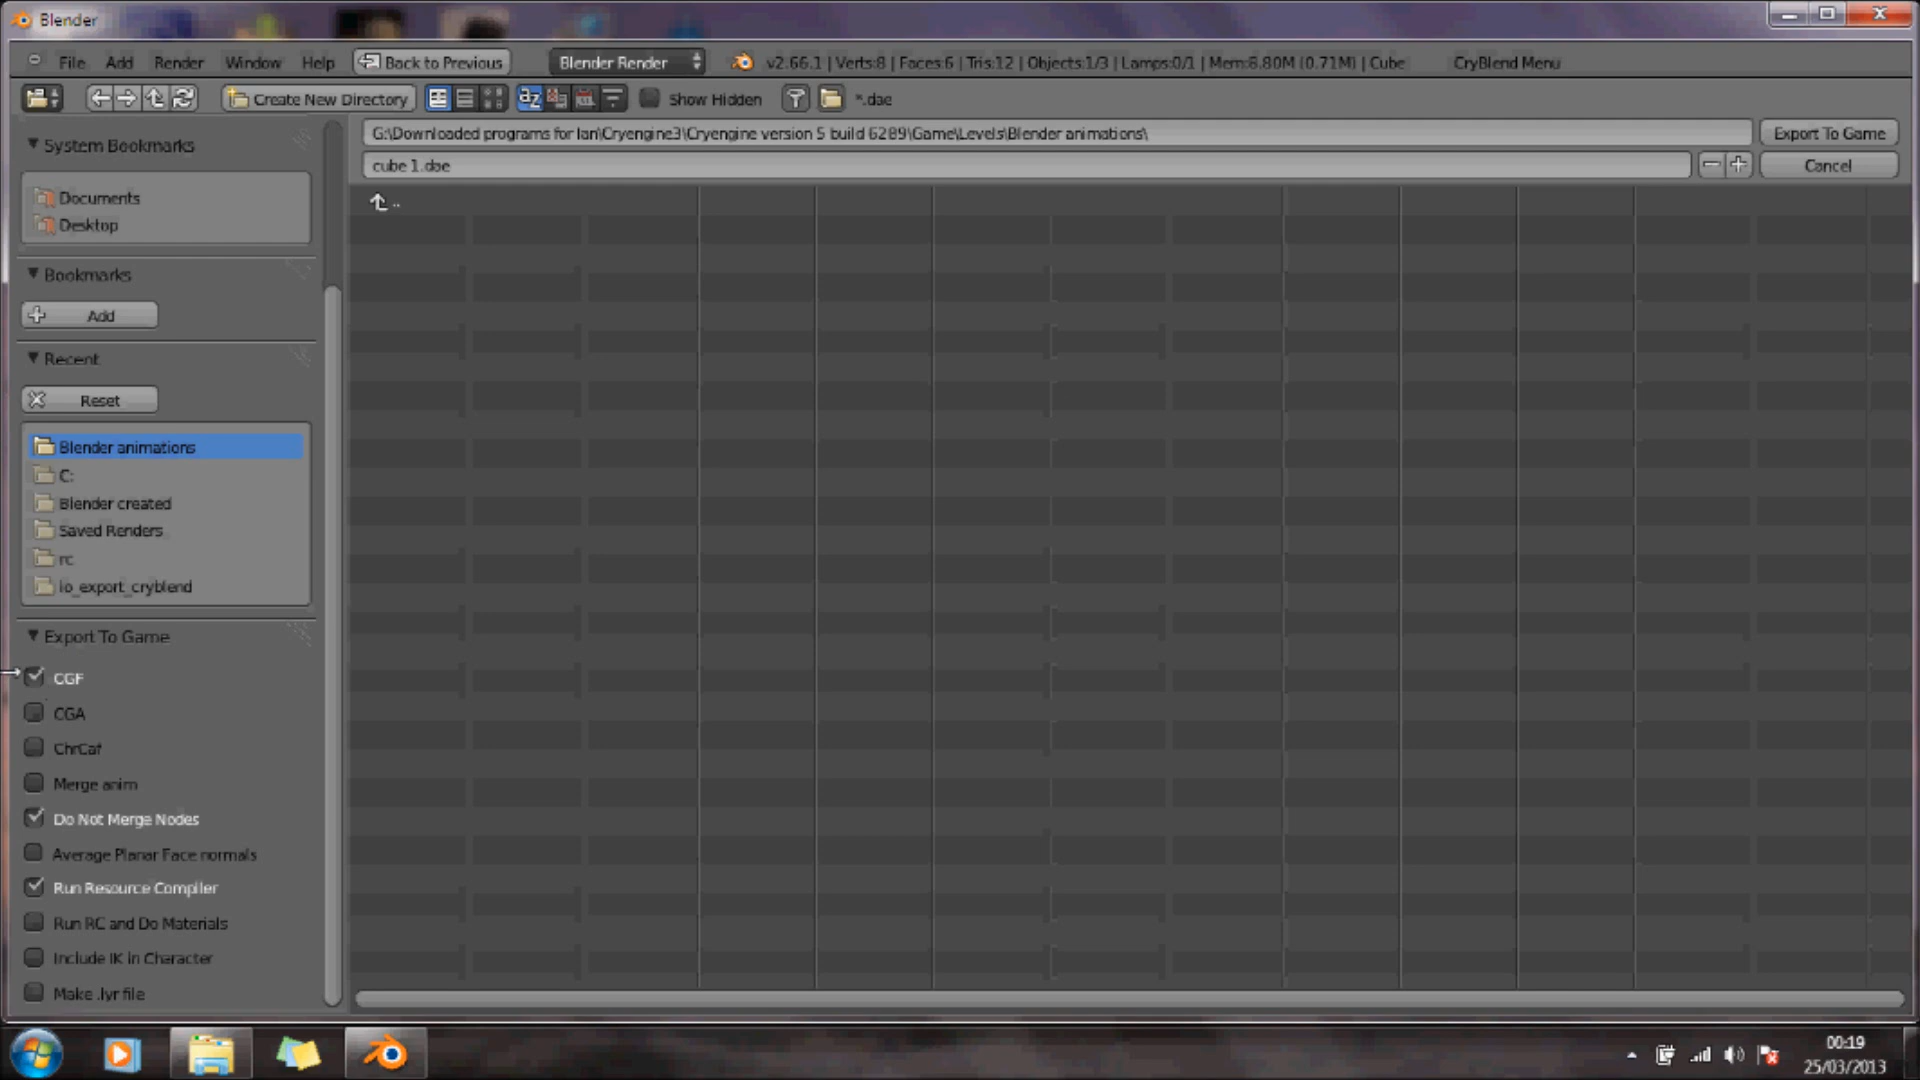 Blender
File Add Render Window Help Back to Previous Blender Render v2.66.1 | Verts:8 | Faces:6 | Tris:12 | Objects:1/3 | Lamps:0/1 | Mem:6.80M (0.71M) | Cube CryBlend Menu
Create New Directory Show Hidden *.dae
System Bookmarks
Documents
Desktop
Bookmarks
Add
Recent
Reset
Blender animations
C:
Blender created
Saved Renders
rc
io_export_cryblend
Export To Game
CGF
CGA
ChrCaf
Merge anim
Do Not Merge Nodes
Average Planar Face normals
Run Resource Compiler
Run RC and Do Materials
Include IK in Character
Make .lyr file
G:\Downloaded programs for Ian\Cryengine3\Cryengine version 5 build 6289\Game\Levels\Blender animations\
Export To Game
cube 1.dae
Cancel
..
00:19
25/03/2013